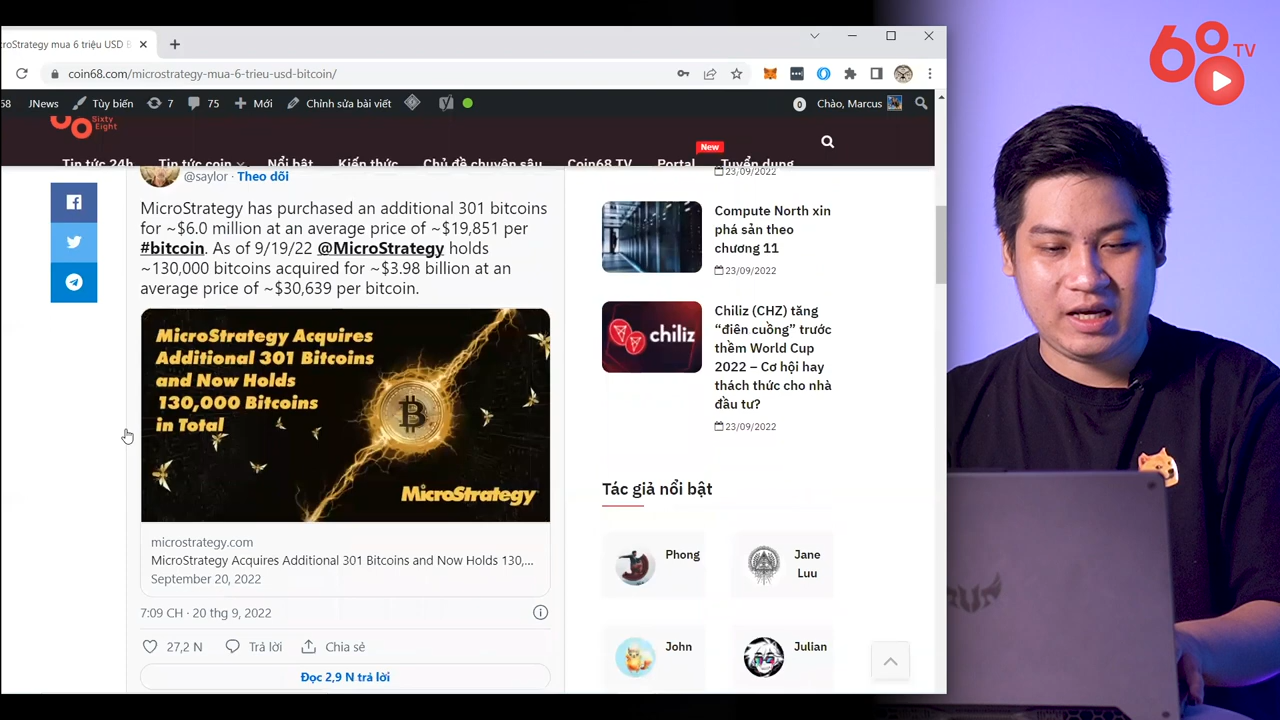 roStrategy mua 6 triệu USD B
coin68.com/microstrategy-mua-6-trieu-usd-bitcoin/
68 JNews Tùy biến 7 75 Mới Chỉnh sửa bài viết 0 Chào, Marcus
Sixty
Eight
New
Tin tức 24h Tin tức coin Nổi bật Kiến thức Chủ đề chuyên sâu Coin68 TV Portal Tuyển dụng
@saylor · Theo dõi
MicroStrategy has purchased an additional 301 bitcoins
for ~$6.0 million at an average price of ~$19,851 per
#bitcoin. As of 9/19/22 @MicroStrategy holds
~130,000 bitcoins acquired for ~$3.98 billion at an
average price of ~$30,639 per bitcoin.
MicroStrategy Acquires
Additional 301 Bitcoins
and Now Holds
130,000 Bitcoins
in Total
MicroStrategy
microstrategy.com
MicroStrategy Acquires Additional 301 Bitcoins and Now Holds 130,...
September 20, 2022
7:09 CH · 20 thg 9, 2022
27,2 N Trả lời Chia sẻ
Đọc 2,9 N trả lời
23/09/2022
Compute North xin
phá sản theo
chương 11
23/09/2022
chiliz
Chiliz (CHZ) tăng
“điên cuồng” trước
thềm World Cup
2022 – Cơ hội hay
thách thức cho nhà
đầu tư?
23/09/2022
Tác giả nổi bật
Phong
Jane
Luu
John
Julian
68 TV